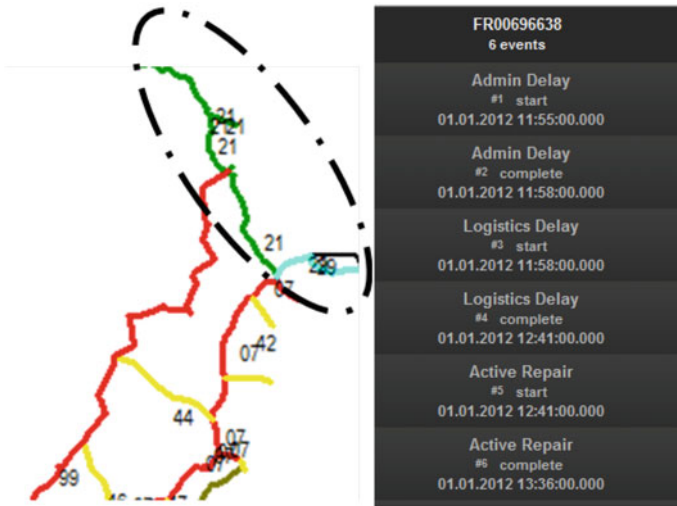 21
21
21
21
21
07
42
07
44
07
07
99
FR00696638
6 events
Admin Delay
#1 start
01.01.2012 11:55:00.000
Admin Delay
#2 complete
01.01.2012 11:58:00.000
Logistics Delay
#3 start
01.01.2012 11:58:00.000
Logistics Delay
#4 complete
01.01.2012 12:41:00.000
Active Repair
#5 start
01.01.2012 12:41:00.000
Active Repair
#6 complete
01.01.2012 13:36:00.000